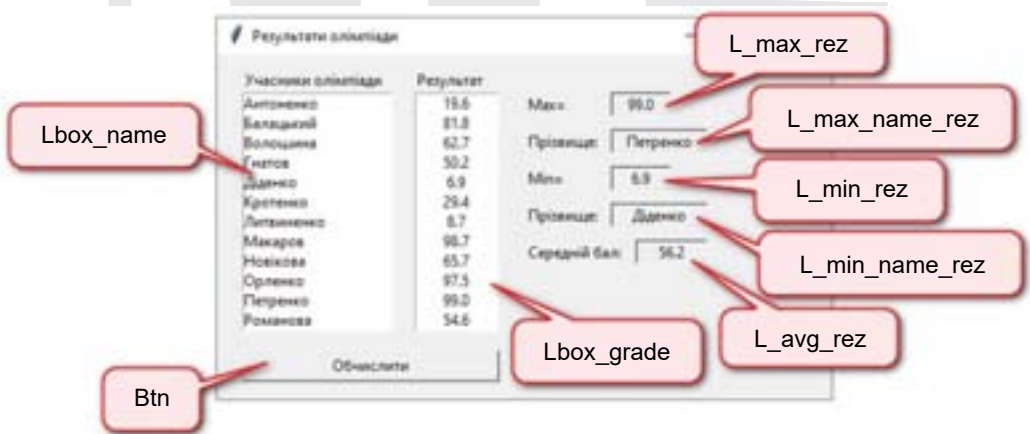 Результати олімпіади
L_max_rez
Учасники олімпіади Результат
Антоненко 19.6 Max= 99.0
Балацький 81.8
L_max_name_rez
Lbox_name
Волошина 62.7 Прізвище: Петренко
Гнатов 50.2
Діденко 6.9 Min= 6.9
L_min_rez
Кротенко 29.4
Литвиненко 8.7 Прізвище: Діденко
Макаров 98.7
L_min_name_rez
Новікова 65.7 Середній бал: 56.2
Орленко 97.5
Петренко 99.0
Романова 54.6
L_avg_rez
Lbox_grade
Обчислити
Btn